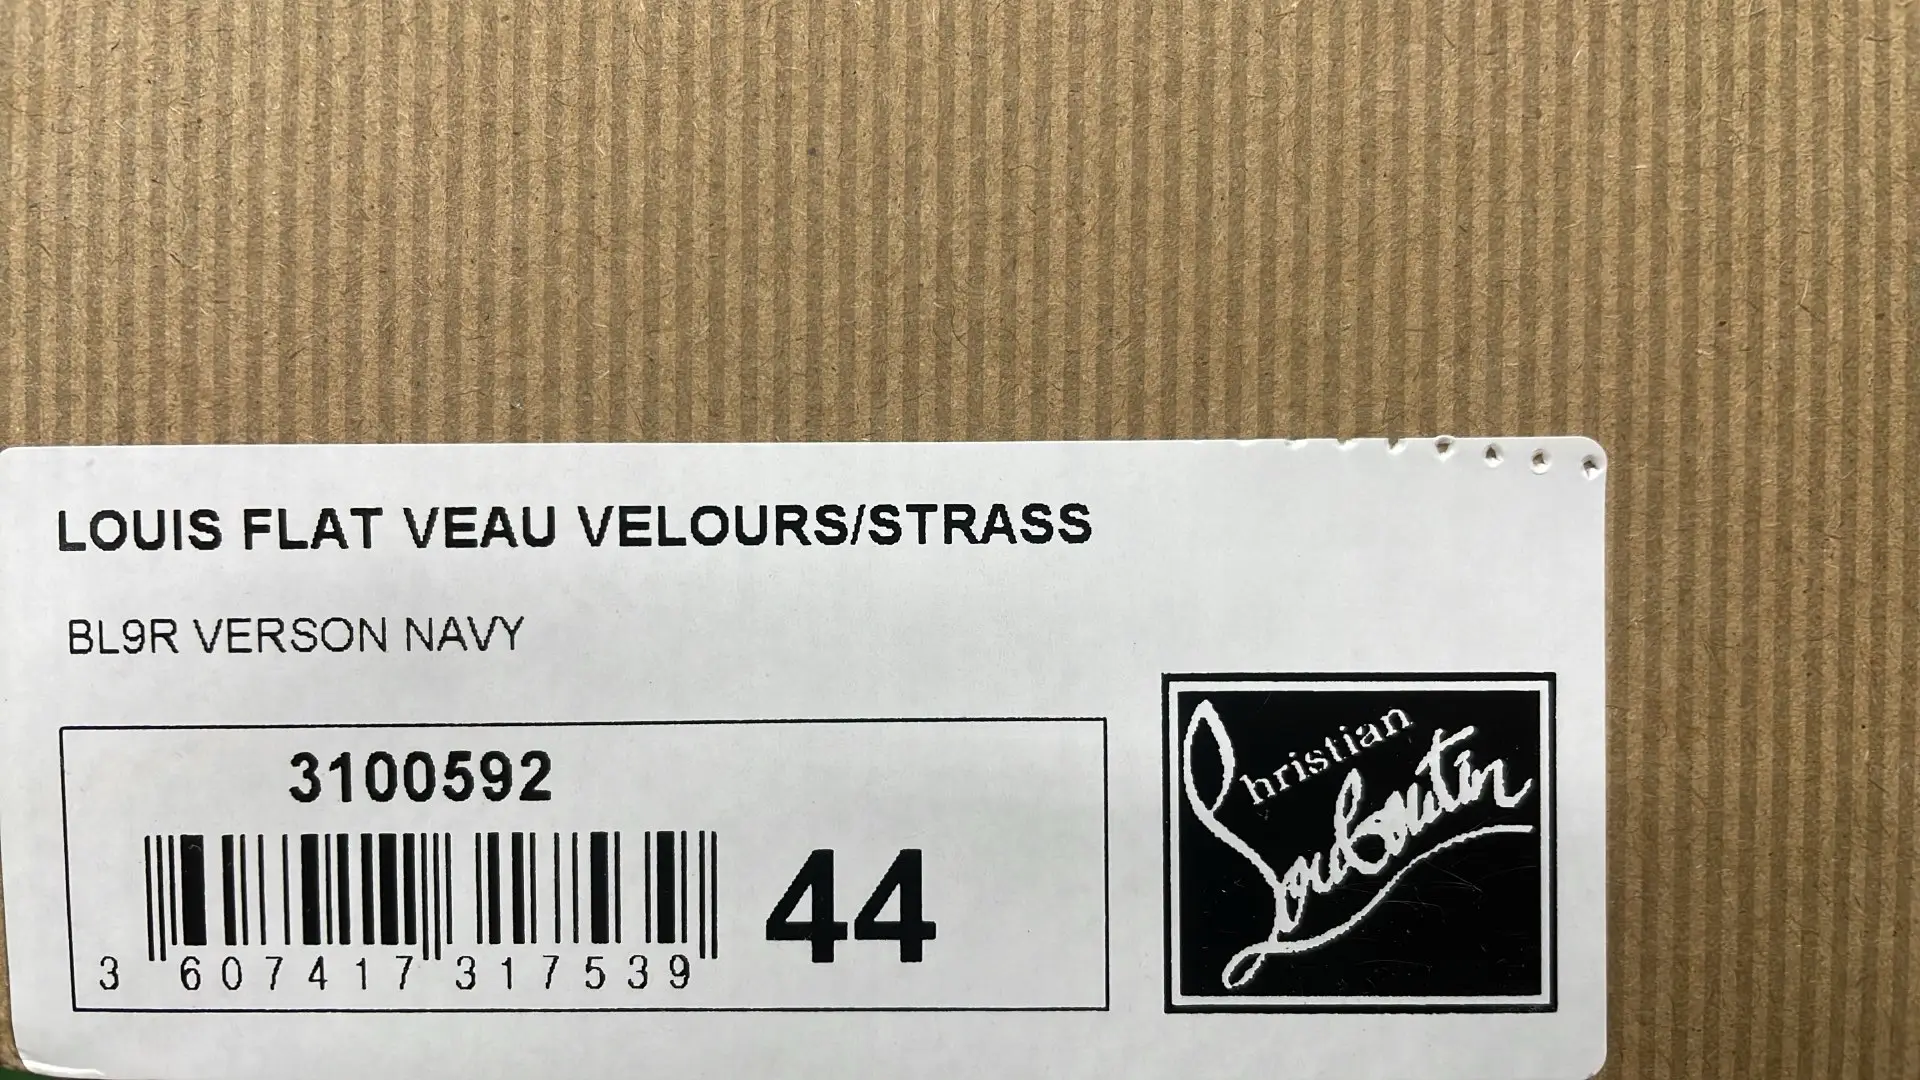 LOUIS FLAT VEAU VELOURS/STRASS
BL9R VERSON NAVY
3100592
44
3 607417 317539
Christian
Louboutin